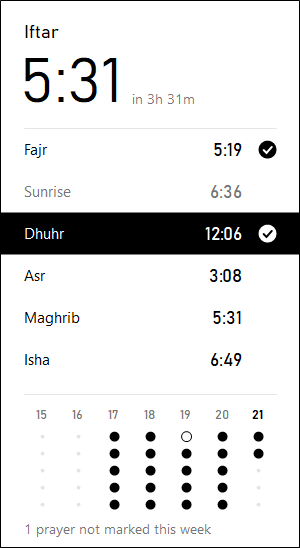 Iftar
5:31 in 3h 31m
Fajr 5:19
Sunrise 6:36
Dhuhr 12:06
Asr 3:08
Maghrib 5:31
Isha 6:49
15 16 17 18 19 20 21
1 prayer not marked this week